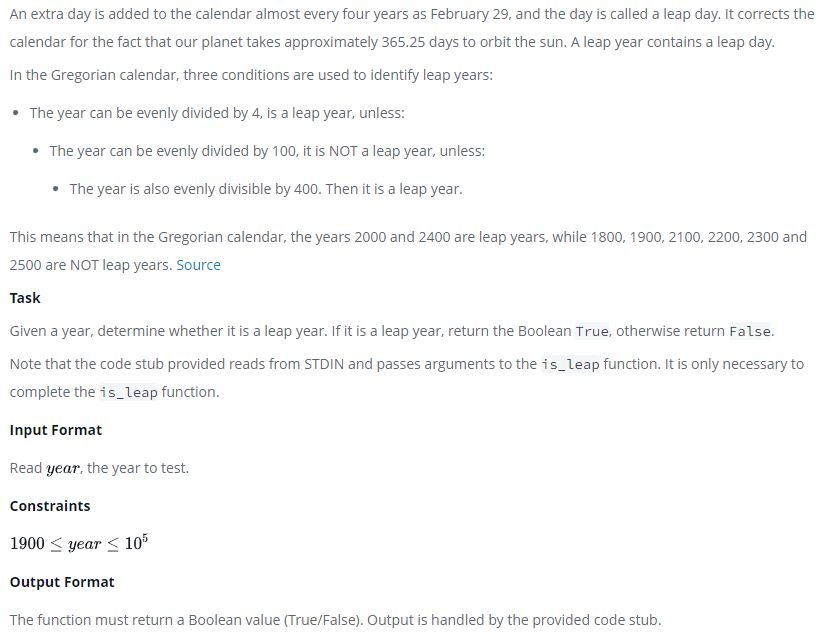 An extra day is added to the calendar almost every four years as February 29, and the day is called a leap day. It corrects the
calendar for the fact that our planet takes approximately 365.25 days to orbit the sun. A leap year contains a leap day.
In the Gregorian calendar, three conditions are used to identify leap years:
• The year can be evenly divided by 4, is a leap year, unless:
• The year can be evenly divided by 100, it is NOT a leap year, unless:
• The year is also evenly divisible by 400. Then it is a leap year.
This means that in the Gregorian calendar, the years 2000 and 2400 are leap years, while 1800, 1900, 2100, 2200, 2300 and
2500 are NOT leap years. Source
Task
Given a year, determine whether it is a leap year. If it is a leap year, return the Boolean True, otherwise return False.
Note that the code stub provided reads from STDIN and passes arguments to the is_leap function. It is only necessary to
complete the is_leap function.
Input Format
Read year, the year to test.
Constraints
1900 ≤ year ≤ 10⁵
Output Format
The function must return a Boolean value (True/False). Output is handled by the provided code stub.